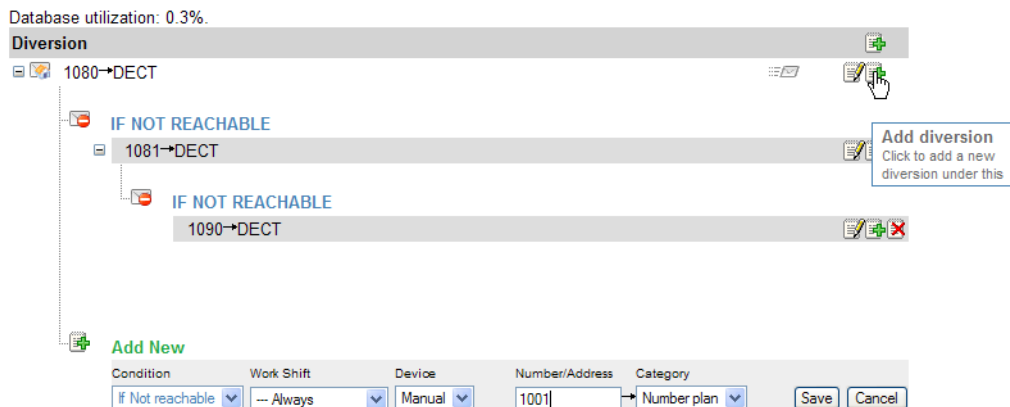 Database utilization: 0.3%.
Diversion
1080→DECT
IF NOT REACHABLE
1081→DECT
Add diversion
Click to add a new
diversion under this
IF NOT REACHABLE
1090→DECT
Add New
Condition Work Shift Device Number/Address Category
If Not reachable --- Always Manual 1001 → Number plan Save Cancel